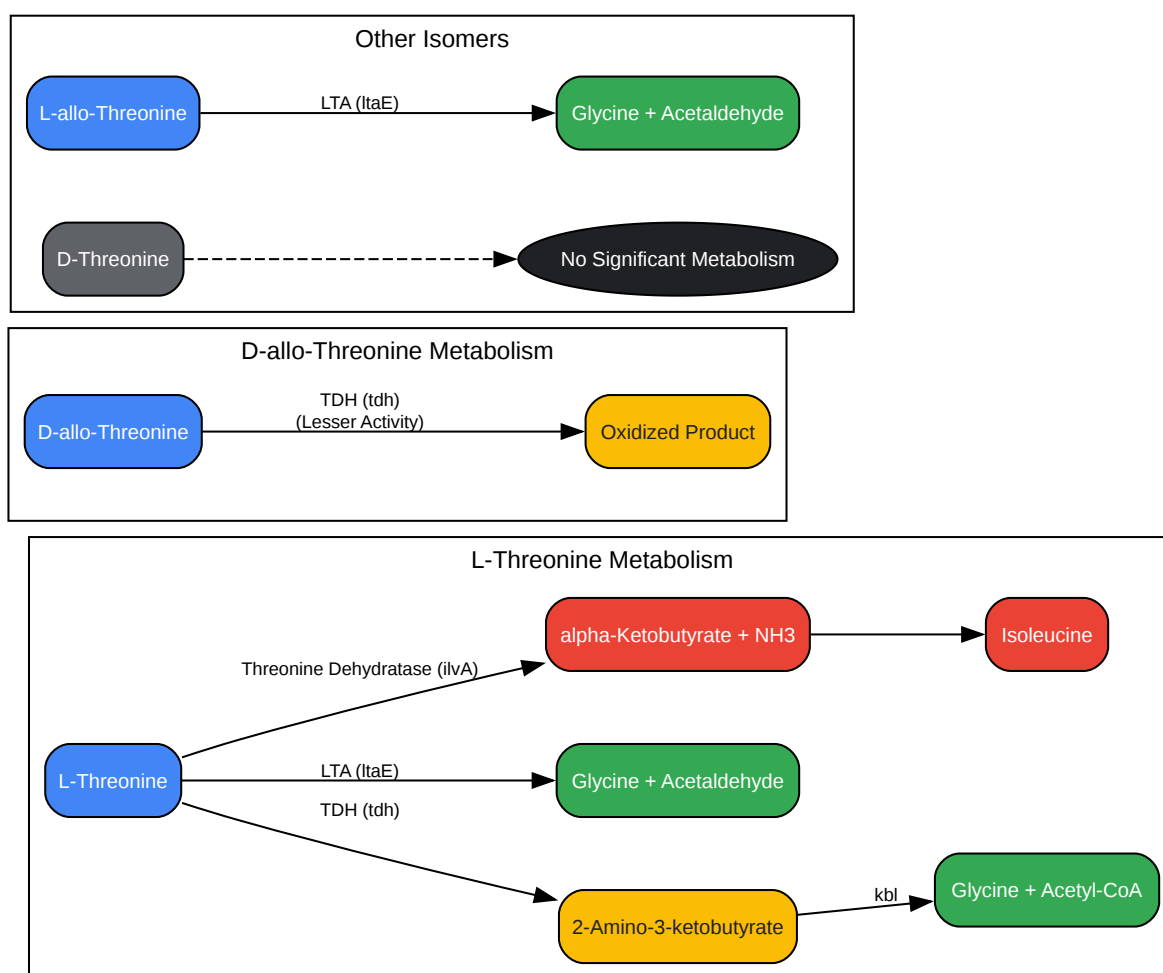 Other Isomers
L-allo-Threonine
LTA (ltaE)
Glycine + Acetaldehyde
D-Threonine
No Significant Metabolism
D-allo-Threonine Metabolism
D-allo-Threonine
TDH (tdh)
(Lesser Activity)
Oxidized Product
L-Threonine Metabolism
alpha-Ketobutyrate + NH3
Isoleucine
Threonine Dehydratase (ilvA)
L-Threonine
LTA (ltaE)
Glycine + Acetaldehyde
TDH (tdh)
2-Amino-3-ketobutyrate
kbl
Glycine + Acetyl-CoA